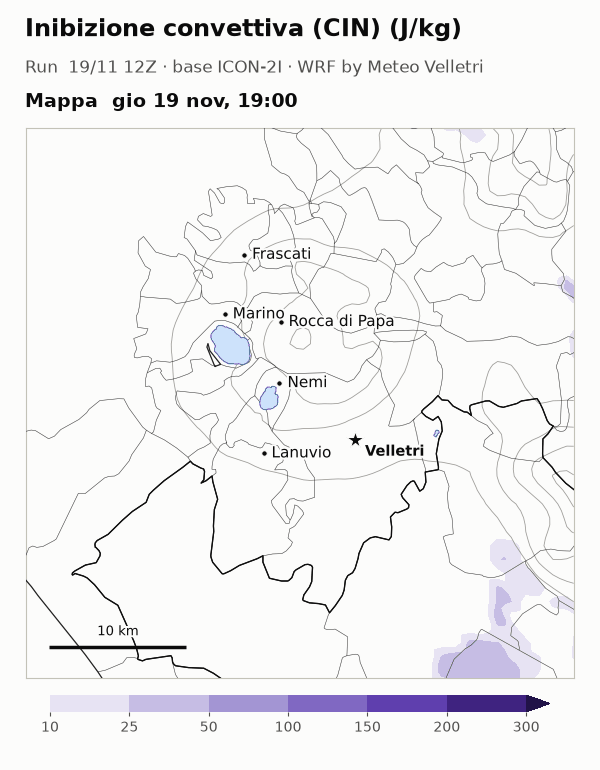 Inibizione convettiva (CIN) (J/kg)
Run  19/11 12Z · base ICON-2I · WRF by Meteo Velletri
Mappa  gio 19 nov, 19:00
Frascati
Marino
Rocca di Papa
Nemi
Velletri
Lanuvio
10 km
10 25 50 100 150 200 300